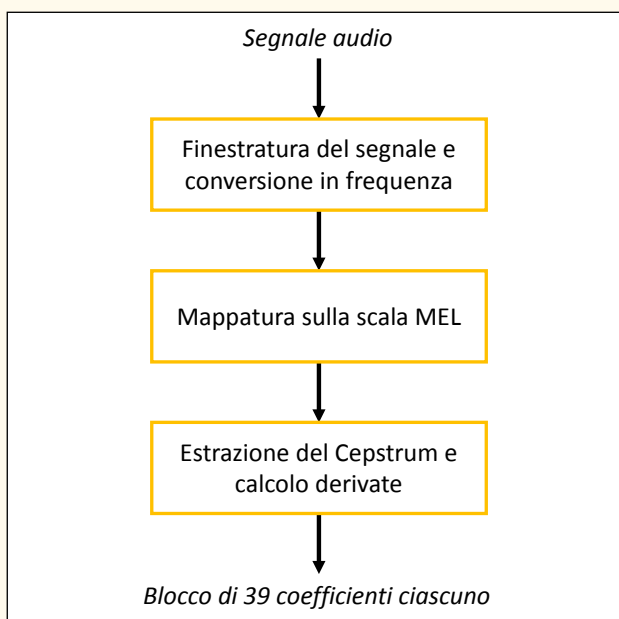 Segnale audio
Finestratura del segnale e
conversione in frequenza
Mappatura sulla scala MEL
Estrazione del Cepstrum e
calcolo derivate
Blocco di 39 coefficienti ciascuno